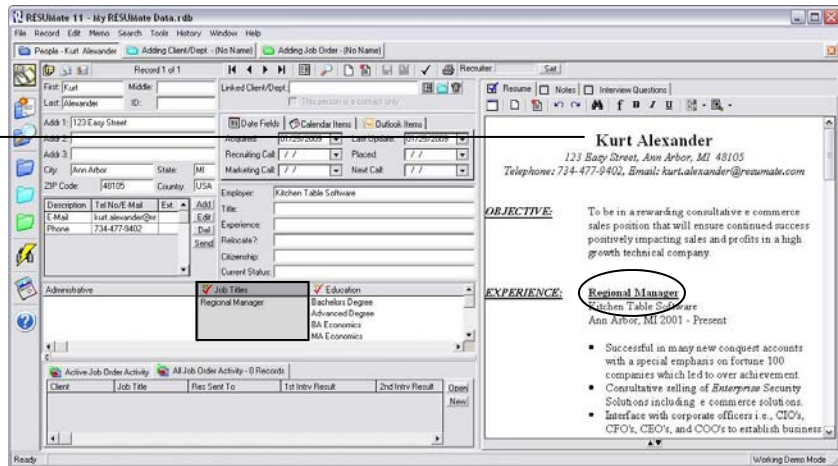 RESUMate 11 - My RESUMate Data.rdb
File Record Edit Memo Search Tools History Window Help
People - Kurt Alexander Adding Client/Dept. - (No Name) Adding Job Order - (No Name)
Record 1 of 1 Recruiter Set
First: Kurt Middle: Linked Client/Dept.:
Last: Alexander ID: This person is a contact only
Add 1: 123 Easy Street Date Fields Calendar Items Outlook Items
Add 2: Acquired: 01/29/2009 Last Update: 01/29/2009
Add 3: Recruiting Call: / / Placed: / /
City: Ann Arbor State: MI Marketing Call: / / Next Call: / /
ZIP Code: 48105 Country: USA
Employer: Kitchen Table Software
Description Tel No/E-Mail Ext. Add
E-Mail kurt.alexander@re Edit
Phone 734-477-9402 Del
Send
Title:
Experience:
Relocate?:
Citizenship:
Current Status:
Administrative Job Titles Education
Regional Manager Bachelors Degree
Advanced Degree
BA Economics
MA Economics
Active Job Order Activity All Job Order Activity - 0 Records
Client Job Title Res Sent To 1st Intrv Result 2nd Intrv Result Open
New
Resume Notes Interview Questions
f B I U
Kurt Alexander
123 Eazy Street, Ann Arbor, MI 48105
Telephone: 734-477-9402, Email: kurt.alexander@resumate.com
OBJECTIVE: To be in a rewarding consultative e commerce
sales position that will ensure continued success
positively impacting sales and profits in a high
growth technical company.
EXPERIENCE: Regional Manager
Kitchen Table Software
Ann Arbor, MI 2001 - Present
• Successful in many new conquest accounts
with a special emphasis on fortune 100
companies which led to over achievement.
• Consultative selling of Enterprise Security
Solutions including e commerce solutions.
• Interface with corporate officers i.e., CIO's,
CFO's, CEO's, and COO's to establish business
Ready Working Demo Mode